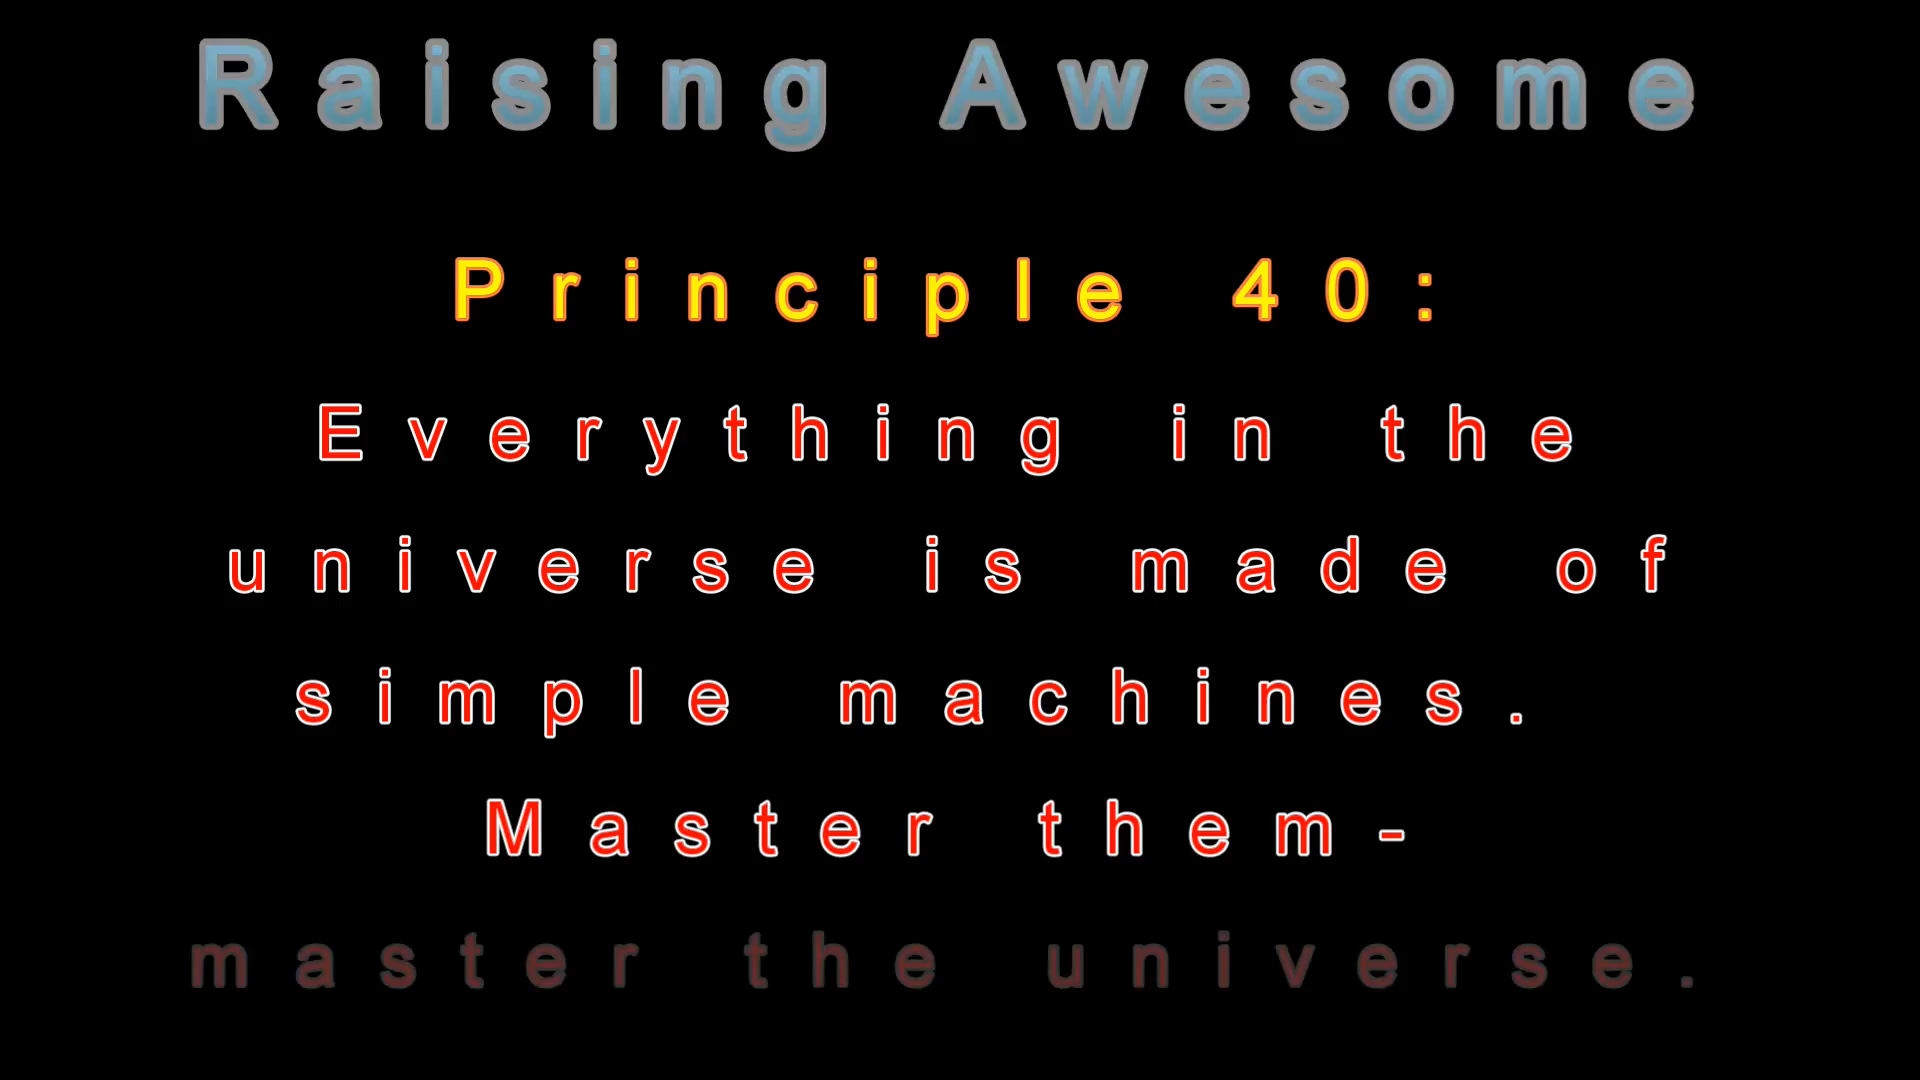 Raising Awesome
Principle 40:
Everything in the
universe is made of
simple machines.
Master them-
master the universe.